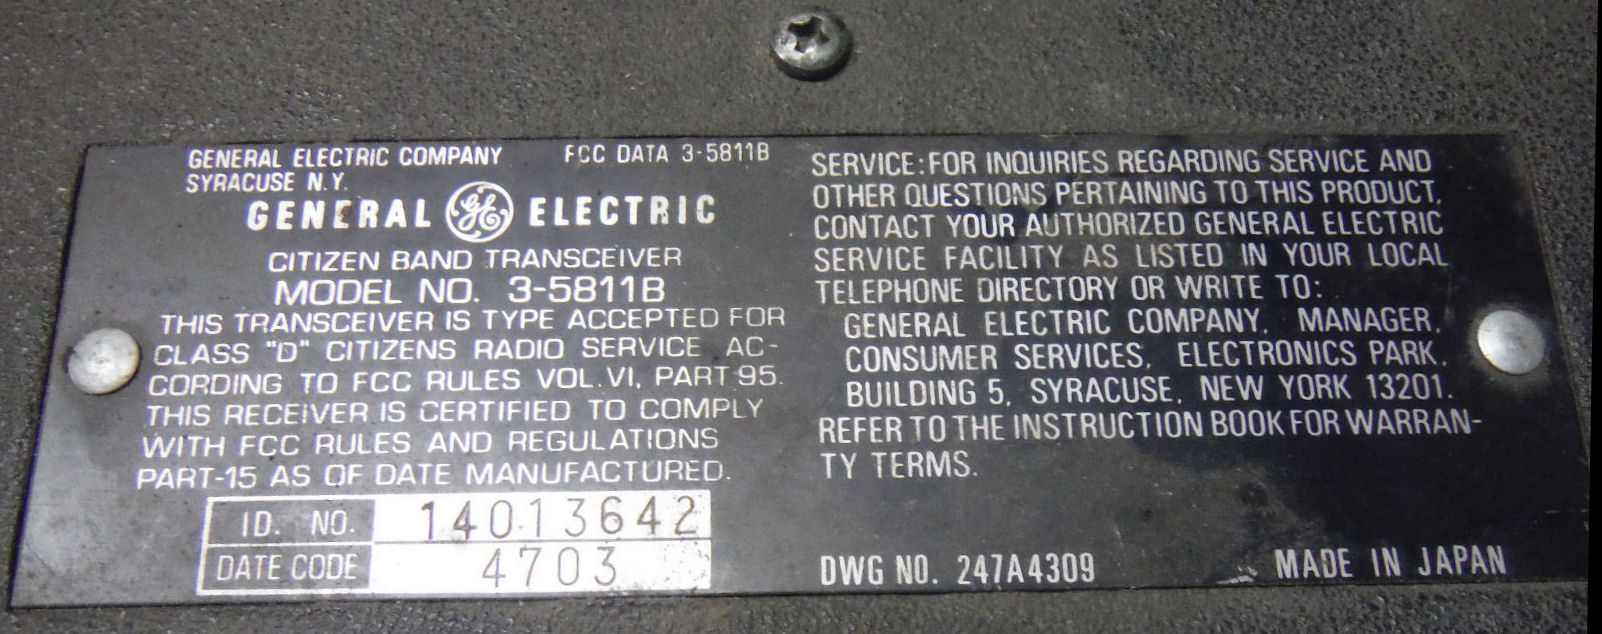 GENERAL ELECTRIC COMPANY FCC DATA 3-5811B
SYRACUSE N.Y.
GENERAL GE ELECTRIC
CITIZEN BAND TRANSCEIVER
MODEL NO. 3-5811B
THIS TRANSCEIVER IS TYPE ACCEPTED FOR
CLASS "D" CITIZENS RADIO SERVICE AC-
CORDING TO FCC RULES VOL.VI, PART 95.
THIS RECEIVER IS CERTIFIED TO COMPLY
WITH FCC RULES AND REGULATIONS
PART-15 AS OF DATE MANUFACTURED.
ID. NO. 14013642
DATE CODE 4703
SERVICE: FOR INQUIRIES REGARDING SERVICE AND
OTHER QUESTIONS PERTAINING TO THIS PRODUCT,
CONTACT YOUR AUTHORIZED GENERAL ELECTRIC
SERVICE FACILITY AS LISTED IN YOUR LOCAL
TELEPHONE DIRECTORY OR WRITE TO:
GENERAL ELECTRIC COMPANY, MANAGER,
CONSUMER SERVICES, ELECTRONICS PARK,
BUILDING 5, SYRACUSE, NEW YORK 13201.
REFER TO THE INSTRUCTION BOOK FOR WARRAN-
TY TERMS.
DWG NO. 247A4309 MADE IN JAPAN